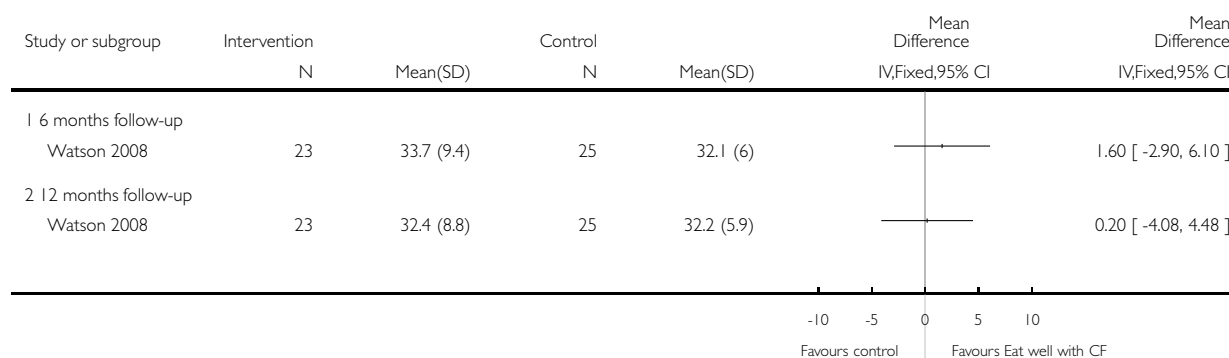 Mean Mean
Study or subgroup Intervention Control Difference Difference
N Mean(SD) N Mean(SD) IV,Fixed,95% CI IV,Fixed,95% CI
1 6 months follow-up
Watson 2008 23 33.7 (9.4) 25 32.1 (6) 1.60 [ -2.90, 6.10 ]
2 12 months follow-up
Watson 2008 23 32.4 (8.8) 25 32.2 (5.9) 0.20 [ -4.08, 4.48 ]
-10 -5 0 5 10
Favours control Favours Eat well with CF